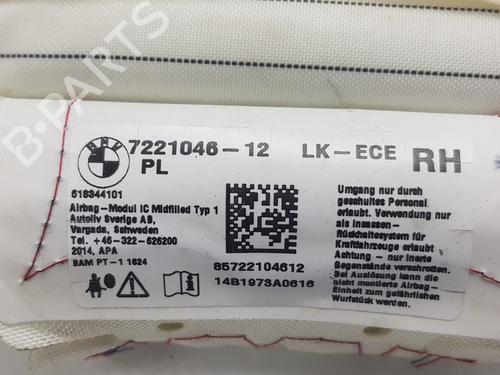 B-PARTS
BMW
7221046-12 LK-ECE RH
PL
618344101
Airbag-Modul IC Midfilled Typ 1
Autoliv Sverige AB,
Vargada, Schweden
Tel. +46-322-626200
2014, APA
BAM PT-1 1624
85722104612
14B1973A0616
Umgang nur durch
geschultes Personal
erlaubt. Verwendung nur
als Insassen-
Rückhaltesystem für
Kraftfahrzeuge erlaubt
Achtung - nur Inerte
Gegenstände verschrotten.
Bei Auslösung kann die
nicht montierte Airbag-
Einheit zum gefährlichen
Wurfstück werden.